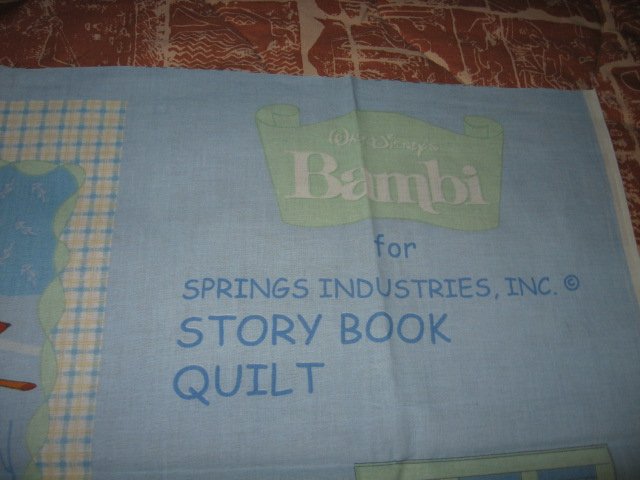 Walt Disney's
Bambi
for
SPRINGS INDUSTRIES, INC. ©
STORY BOOK
QUILT